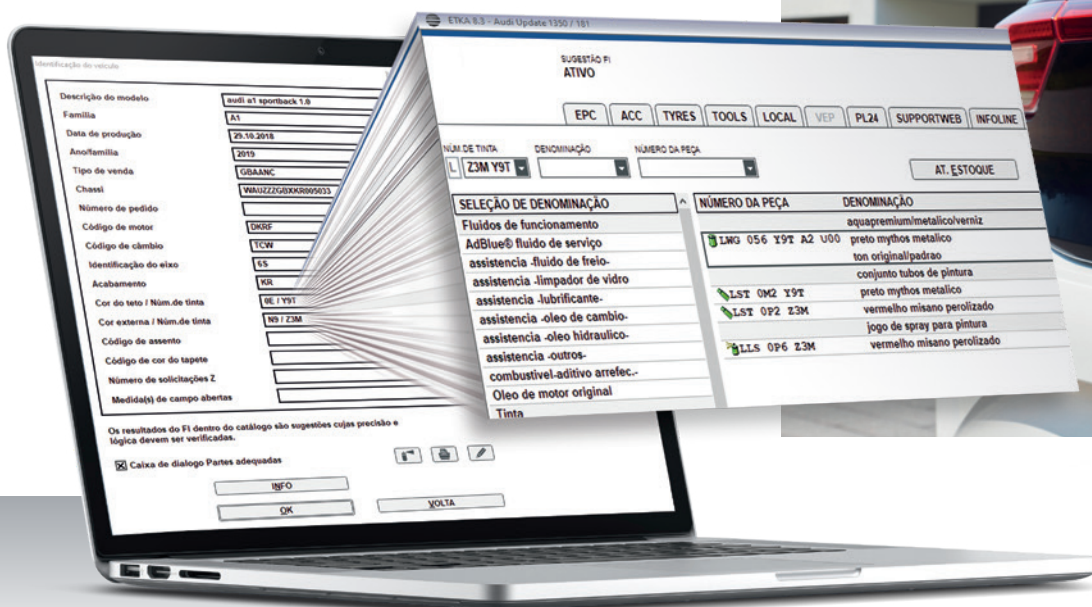 Identificação do veículo
Descrição do modelo audi a1 sportback 1.0
Família A1
Data de produção 29.10.2018
Ano/família 2019
Tipo de venda GBAANC
Chassi WAUZZZGBXKR005033
Número de pedido
Código de motor DKRF
Código de câmbio TCW
Identificação do eixo 6S
Acabamento KR
Cor do teto / Núm.de tinta 0E / Y9T
Cor externa / Núm.de tinta N9 / Z3M
Código de assento
Código de cor do tapete
Número de solicitações Z
Medida(s) de campo abertas
Os resultados do FI dentro do catálogo são sugestões cujas precisão e
lógica devem ser verificadas.
Caixa de dialogo Partes adequadas
INFO
OK
VOLTA
ETKA 8.3 - Audi Update 1350 / 181
SUGESTÃO FI
ATIVO
EPC ACC TYRES TOOLS LOCAL VEP PL24 SUPPORTWEB INFOLINE
NÚM.DE TINTA DENOMINAÇÃO NÚMERO DA PEÇA
L Z3M Y9T AT. ESTOQUE
SELEÇÃO DE DENOMINAÇÃO
Fluidos de funcionamento
AdBlue® fluido de serviço
assistencia -fluido de freio-
assistencia -limpador de vidro
assistencia -lubrificante-
assistencia -oleo de cambio-
assistencia -oleo hidraulico-
assistencia -outros-
combustivel-aditivo arrefec.-
Oleo de motor original
Tinta
NÚMERO DA PEÇA DENOMINAÇÃO
aquapremium/metalico/verniz
LWG 056 Y9T A2 U00 preto mythos metalico
ton original/padrao
conjunto tubos de pintura
LST 0M2 Y9T preto mythos metalico
LST 0P2 Z3M vermelho misano perolizado
jogo de spray para pintura
LLS 0P6 Z3M vermelho misano perolizado